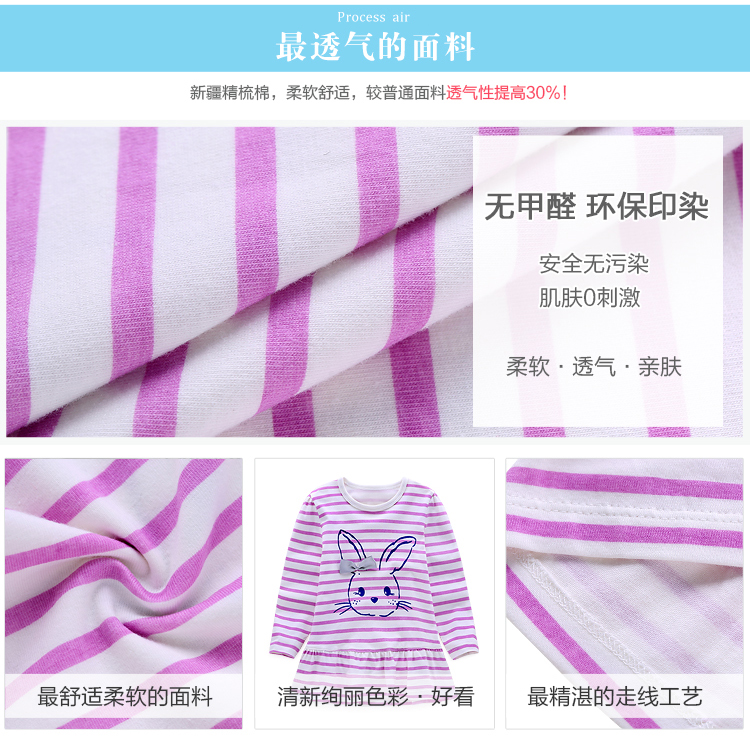 Process air
最透气的面料
新疆精梳棉，柔软舒适，较普通面料透气性提高30%！
无甲醛 环保印染
安全无污染
肌肤0刺激
柔软·透气·亲肤
最舒适柔软的面料
清新绚丽色彩·好看
最精湛的走线工艺